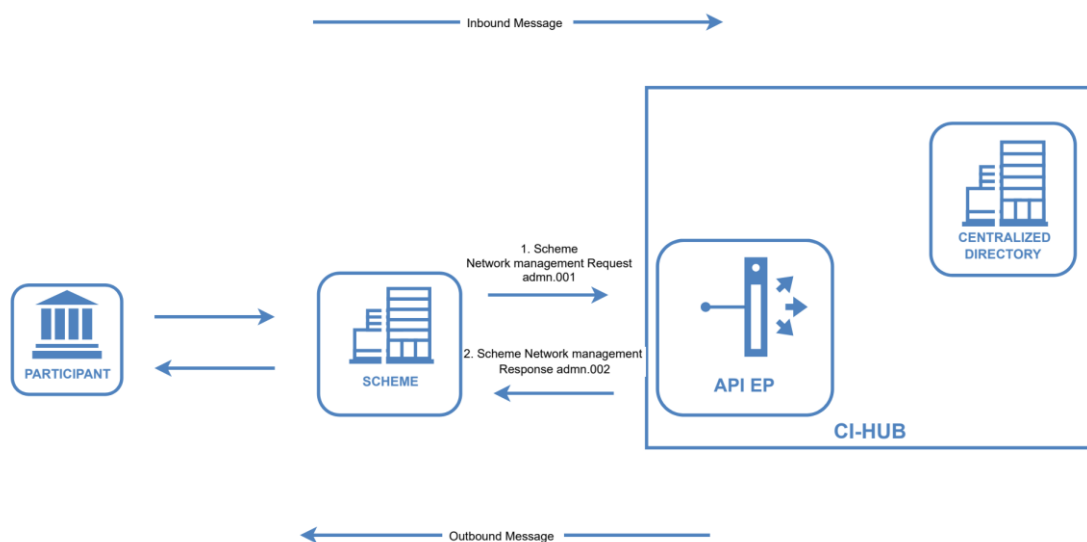 Inbound Message
CENTRALIZED
DIRECTORY
1. Scheme
Network management Request
admn.001
PARTICIPANT
SCHEME
2. Scheme Network management
Response admn.002
API EP
CI-HUB
Outbound Message